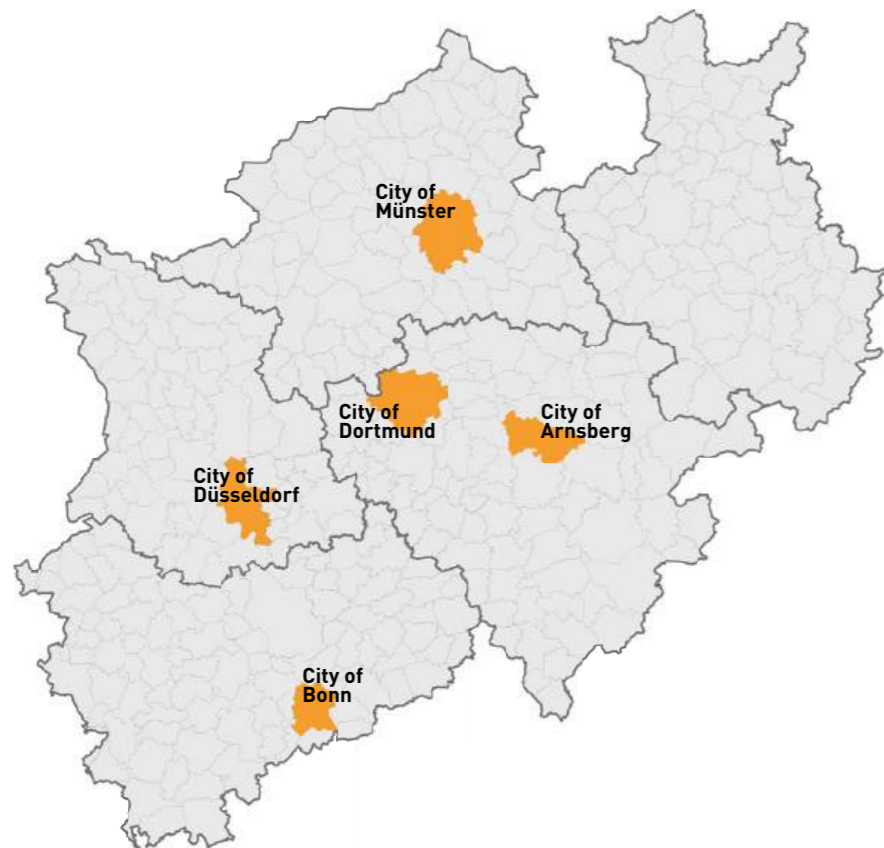 City of
Münster
City of
Dortmund
City of
Arnsberg
City of
Düsseldorf
City of
Bonn